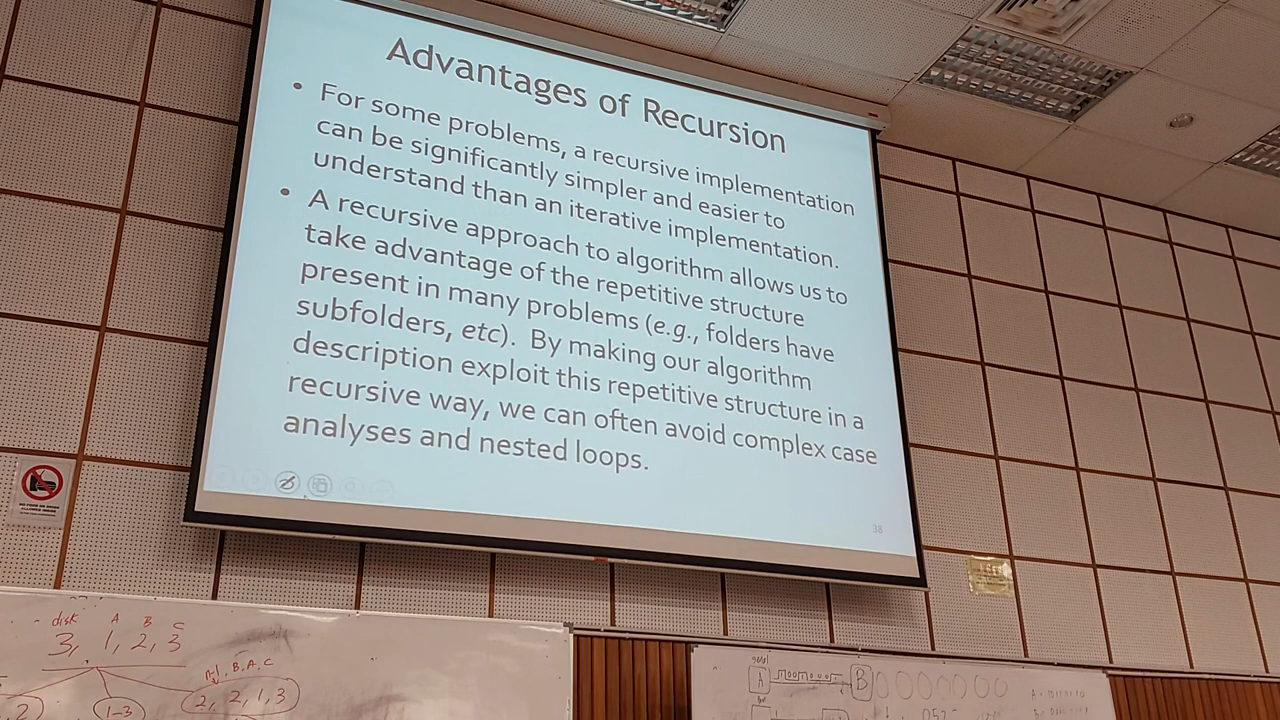 Advantages of Recursion
• For some problems, a recursive implementation
can be significantly simpler and easier to
understand than an iterative implementation.
• A recursive approach to algorithm allows us to
take advantage of the repetitive structure
present in many problems (e.g., folders have
subfolders, etc). By making our algorithm
description exploit this repetitive structure in a
recursive way, we can often avoid complex case
analyses and nested loops.
38
disk A B C
3, 1, 2, 3
B, A, C
2, 2, 1, 3
1-3
2
A
B